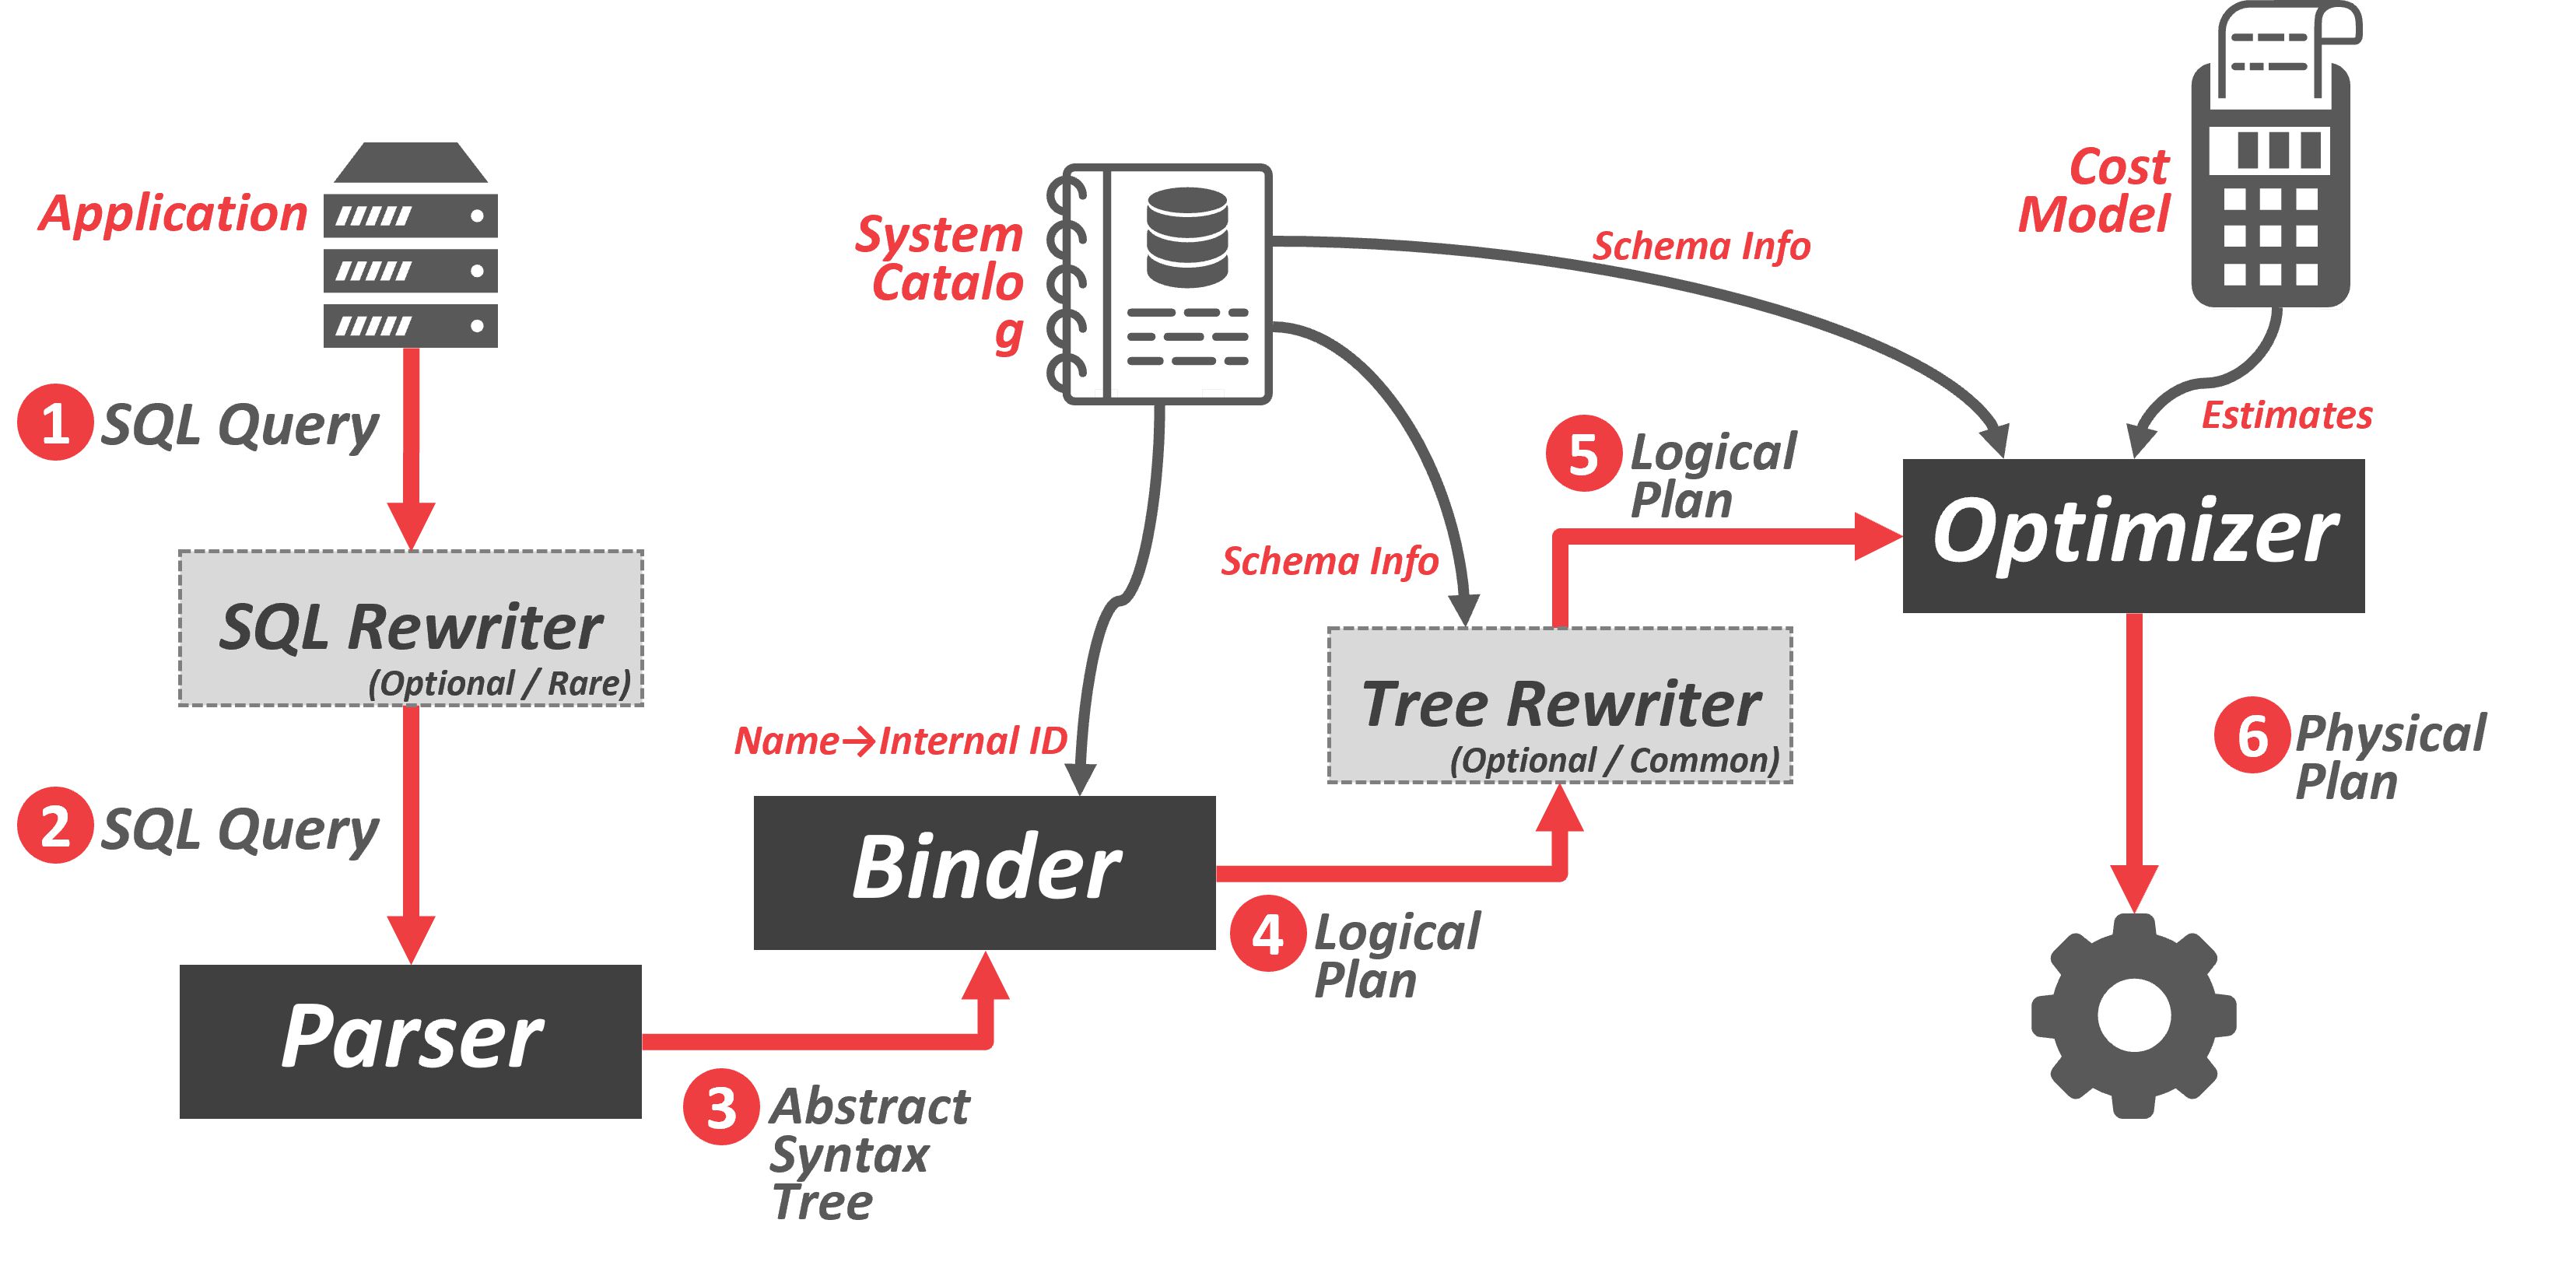 Application
1 SQL Query
SQL Rewriter
(Optional / Rare)
2 SQL Query
Parser
3 Abstract
Syntax
Tree
System
Catalo
g
Name→Internal ID
Binder
4 Logical
Plan
Schema Info
Tree Rewriter
(Optional / Common)
5 Logical
Plan
Schema Info
Cost
Model
Estimates
Optimizer
6 Physical
Plan